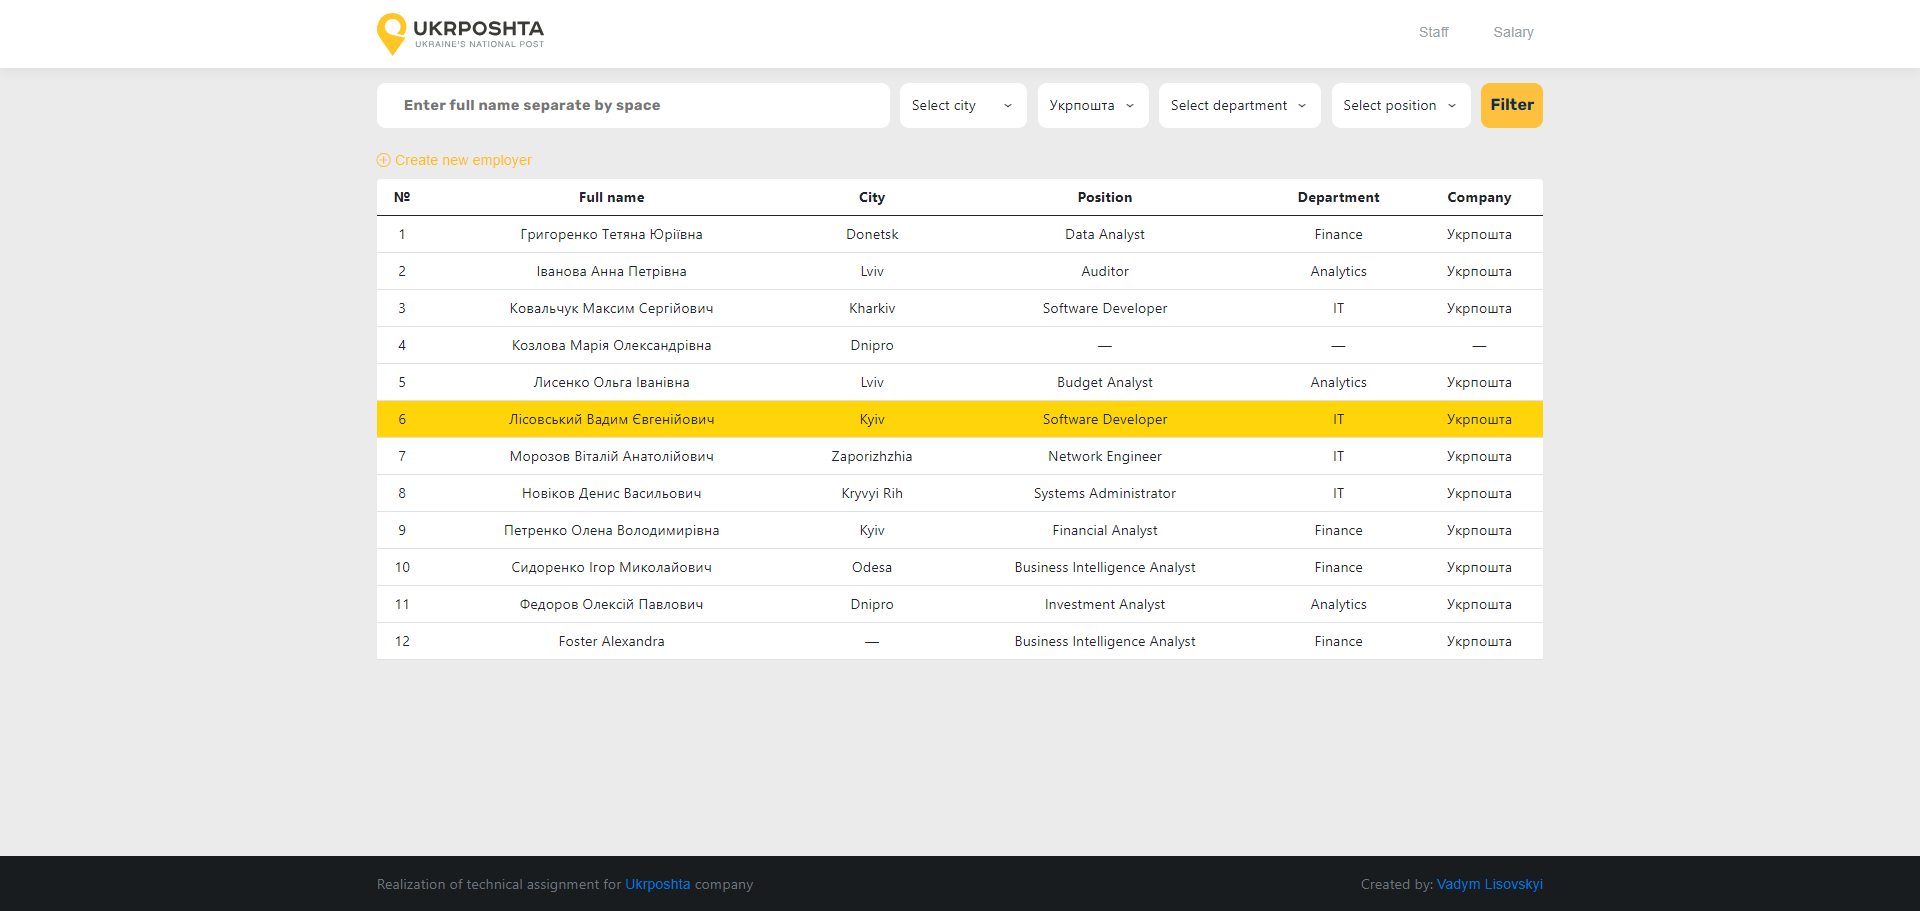 UKRPOSHTA
UKRAINE'S NATIONAL POST
Staff Salary
Enter full name separate by space Select city Укрпошта Select department Select position Filter
Create new employer
№ Full name City Position Department Company
1 Григоренко Тетяна Юріївна Donetsk Data Analyst Finance Укрпошта
2 Іванова Анна Петрівна Lviv Auditor Analytics Укрпошта
3 Ковальчук Максим Сергійович Kharkiv Software Developer IT Укрпошта
4 Козлова Марія Олександрівна Dnipro — — —
5 Лисенко Ольга Іванівна Lviv Budget Analyst Analytics Укрпошта
6 Лісовський Вадим Євгенійович Kyiv Software Developer IT Укрпошта
7 Морозов Віталій Анатолійович Zaporizhzhia Network Engineer IT Укрпошта
8 Новіков Денис Васильович Kryvyi Rih Systems Administrator IT Укрпошта
9 Петренко Олена Володимирівна Kyiv Financial Analyst Finance Укрпошта
10 Сидоренко Ігор Миколайович Odesa Business Intelligence Analyst Finance Укрпошта
11 Федоров Олексій Павлович Dnipro Investment Analyst Analytics Укрпошта
12 Foster Alexandra — Business Intelligence Analyst Finance Укрпошта
Realization of technical assignment for Ukrposhta company Created by: Vadym Lisovskyi